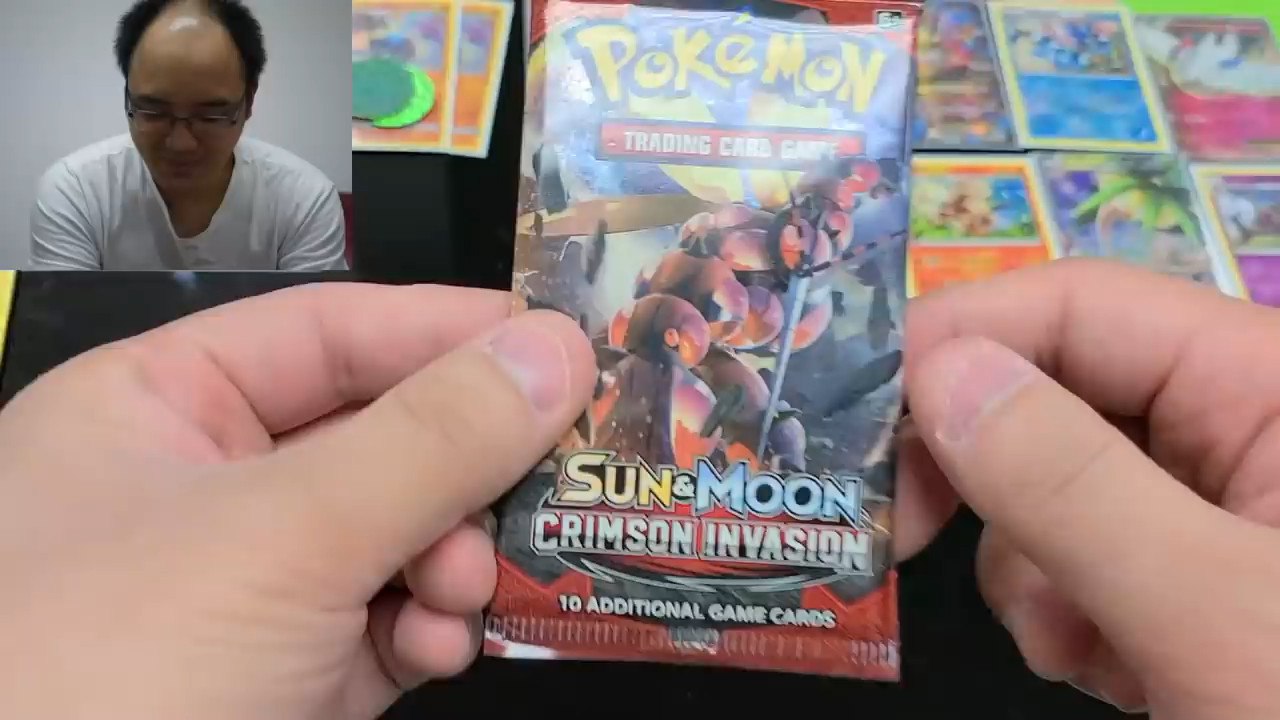 POKéMON
TRADING CARD GAME
SUN & MOON
CRIMSON INVASION
10 ADDITIONAL GAME CARDS